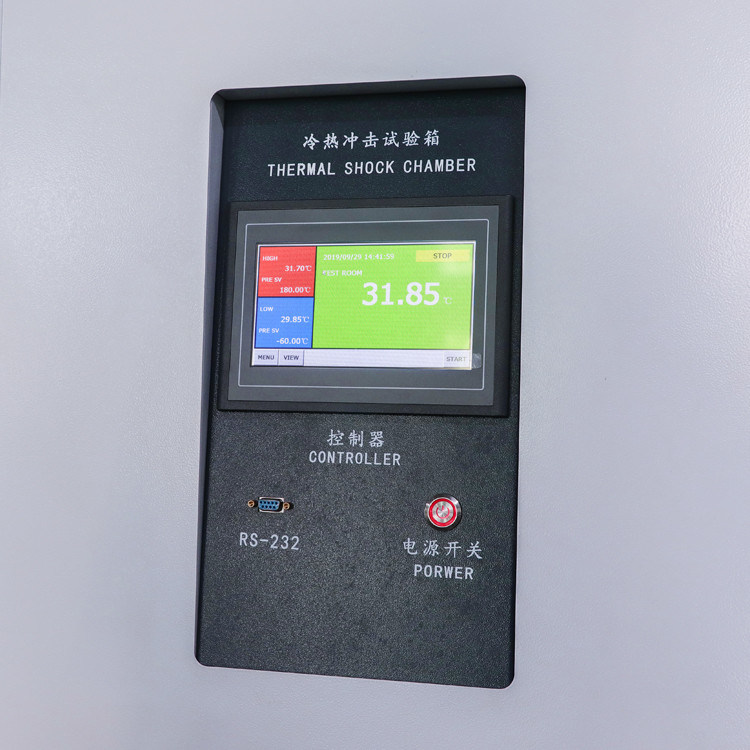 冷热冲击试验箱
THERMAL SHOCK CHAMBER
2019/09/29 14:41:59
STOP
HIGH
31.70℃
PRE SV
180.00℃
TEST ROOM
31.85℃
LOW
29.85℃
PRE SV
-60.00℃
MENU VIEW
START
控制器
CONTROLLER
RS-232
电源开关
PORWER